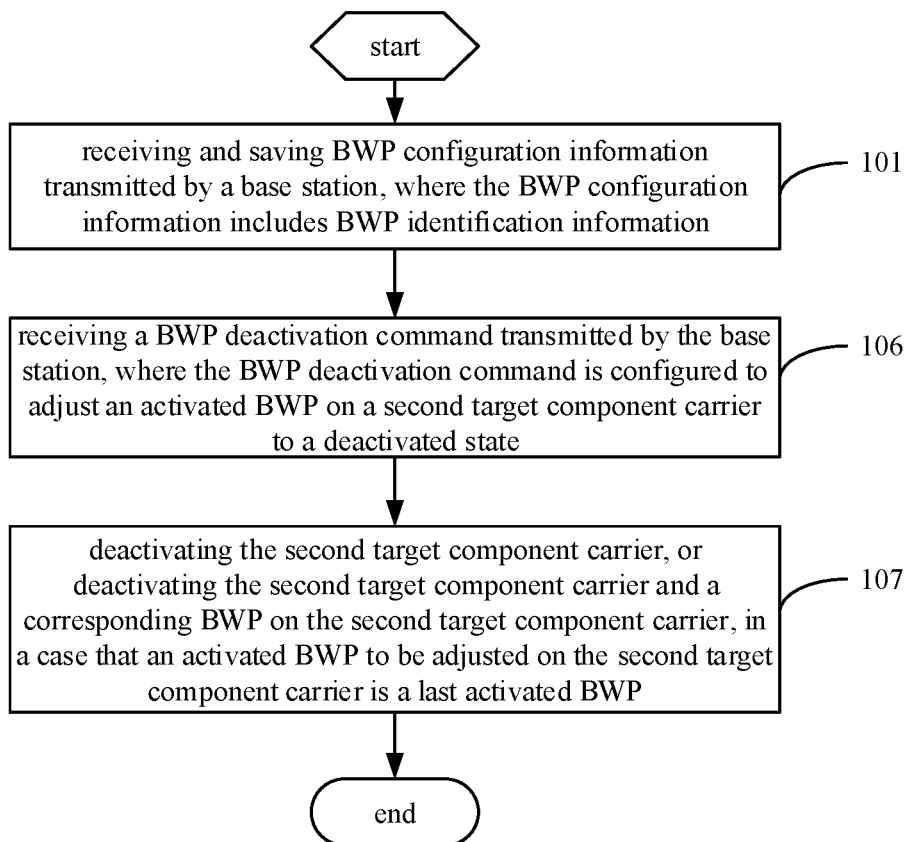 start
receiving and saving BWP configuration information
transmitted by a base station, where the BWP configuration
information includes BWP identification information
101
receiving a BWP deactivation command transmitted by the base
station, where the BWP deactivation command is configured to
adjust an activated BWP on a second target component carrier
to a deactivated state
106
deactivating the second target component carrier, or
deactivating the second target component carrier and a
corresponding BWP on the second target component carrier, in
a case that an activated BWP to be adjusted on the second target
component carrier is a last activated BWP
107
end